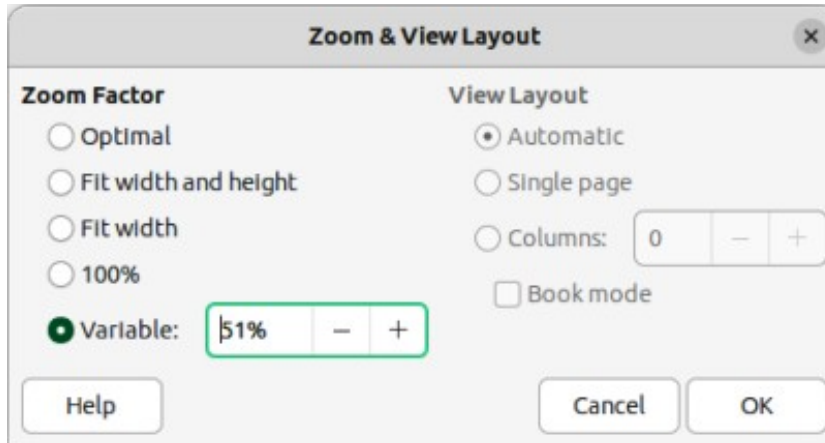 Zoom & View Layout
Zoom Factor
Optimal
Fit width and height
Fit width
100%
Variable: 51%
View Layout
Automatic
Single page
Columns: 0
Book mode
Help
Cancel
OK